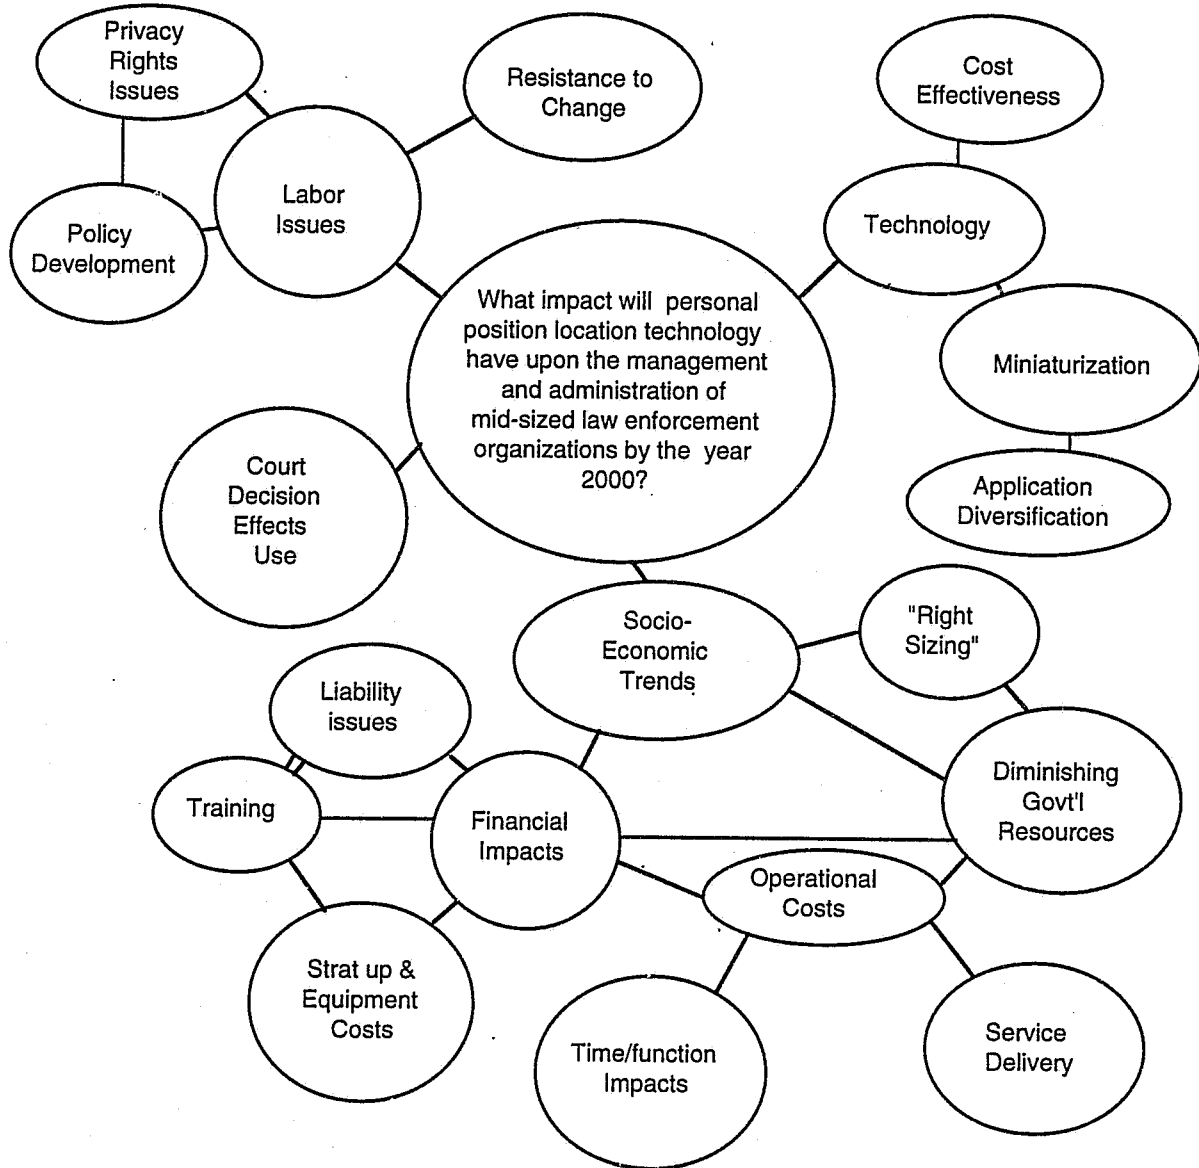 Privacy
Rights
Issues
Resistance to
Change
Cost
Effectiveness
Labor
Issues
Technology
Policy
Development
What impact will personal
position location technology
have upon the management
and administration of
mid-sized law enforcement
organizations by the year
2000?
Miniaturization
Court
Decision
Effects
Use
Application
Diversification
Socio-
Economic
Trends
"Right
Sizing"
Liability
issues
Training
Financial
Impacts
Diminishing
Govt'l
Resources
Operational
Costs
Strat up &
Equipment
Costs
Time/function
Impacts
Service
Delivery